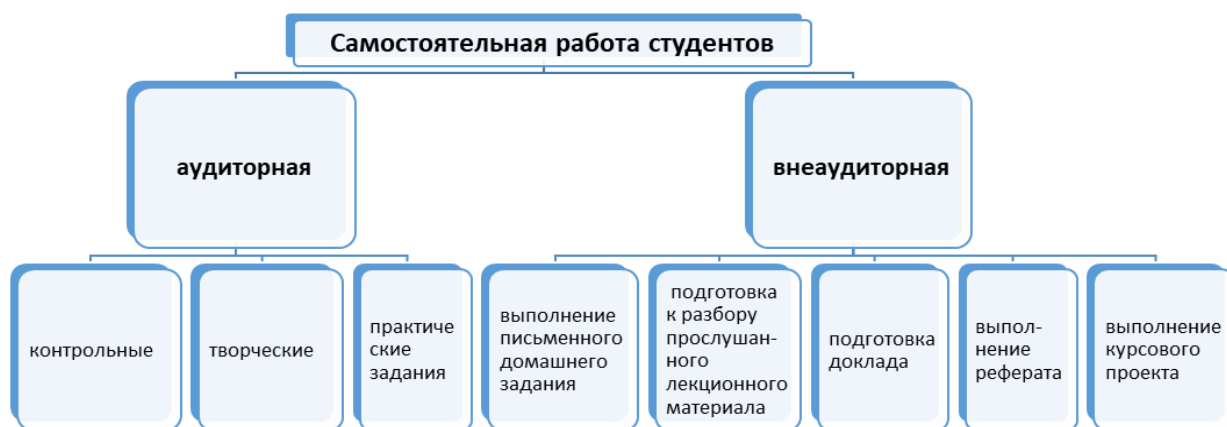 Самостоятельная работа студентов
аудиторная
внеаудиторная
контрольные
творческие
практиче
ские
задания
выполнение
письменного
домашнего
задания
подготовка
к разбору
прослушан-
ного
лекционного
материала
подготовка
доклада
выпол-
нение
реферата
выполнение
курсового
проекта